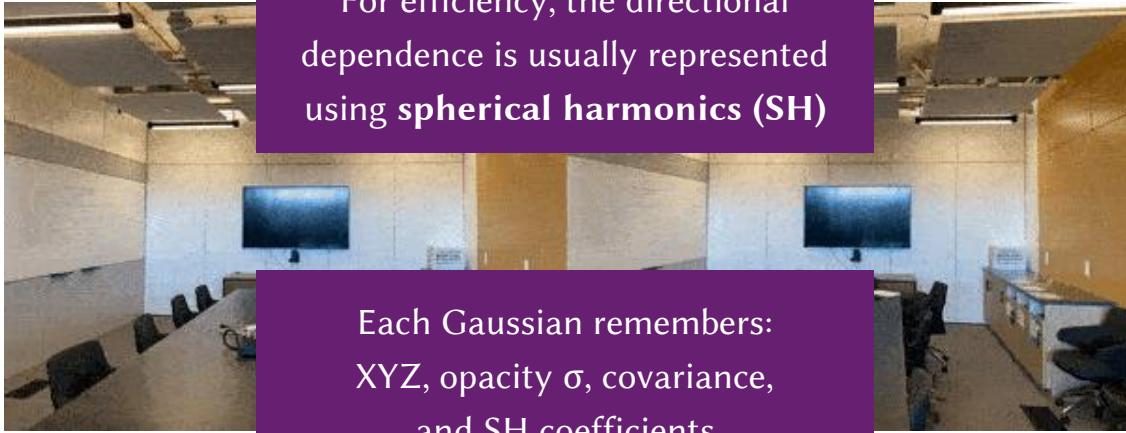 For efficiency, the directional
dependence is usually represented
using spherical harmonics (SH)
Each Gaussian remembers:
XYZ, opacity σ, covariance,
and SH coefficients